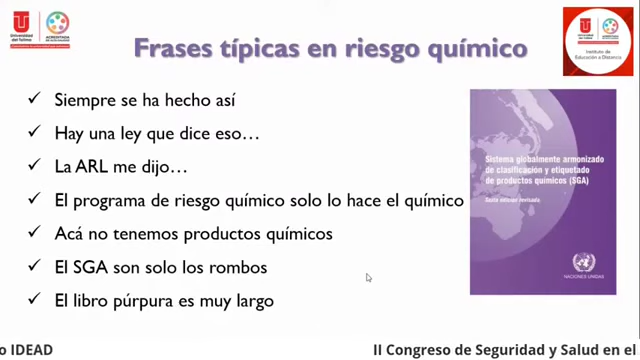 Universidad
del Tolima
ACREDITADA
DE ALTA CALIDAD
Frases típicas en riesgo químico
Instituto de
Educación a Distancia
Siempre se ha hecho así
Hay una ley que dice eso…
La ARL me dijo…
El programa de riesgo químico solo lo hace el químico
Acá no tenemos productos químicos
El SGA son solo los rombos
El libro púrpura es muy largo
Sistema globalmente armonizado
de clasificación y etiquetado
de productos químicos (SGA)
Sexta edición revisada
NACIONES UNIDAS
o IDEAD
II Congreso de Seguridad y Salud en el